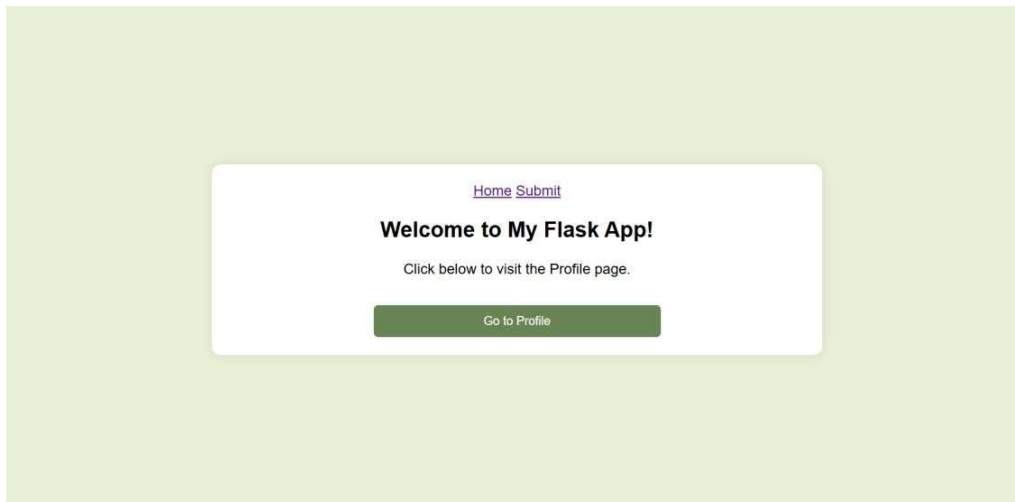 Home Submit
Welcome to My Flask App!
Click below to visit the Profile page.
Go to Profile